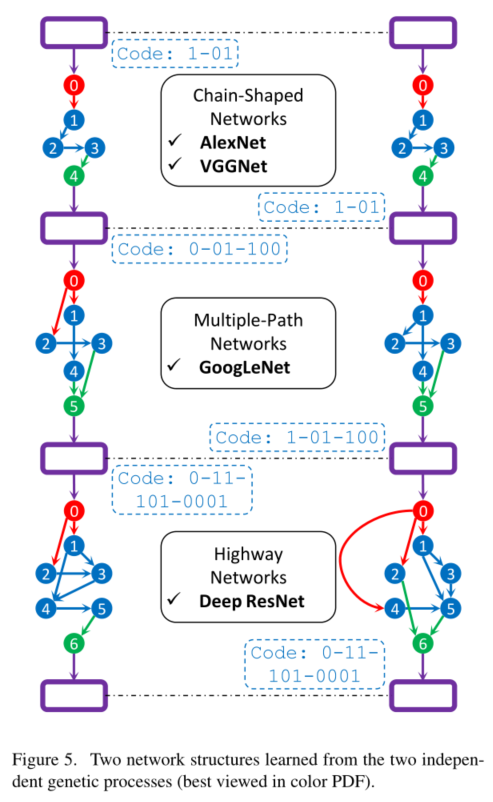 Code: 1-01
0
1
2 3
4
Chain-Shaped
Networks
✓ AlexNet
✓ VGGNet
0
1
2 3
4
Code: 1-01
Code: 0-01-100
0
1
2 3
4
5
Multiple-Path
Networks
✓ GoogLeNet
0
1
2 3
4
5
Code: 1-01-100
Code: 0-11-
101-0001
0
1
2 3
4 5
6
Highway
Networks
✓ Deep ResNet
0
1
2 3
4 5
6
Code: 0-11-
101-0001
Figure 5. Two network structures learned from the two indepen-
dent genetic processes (best viewed in color PDF).